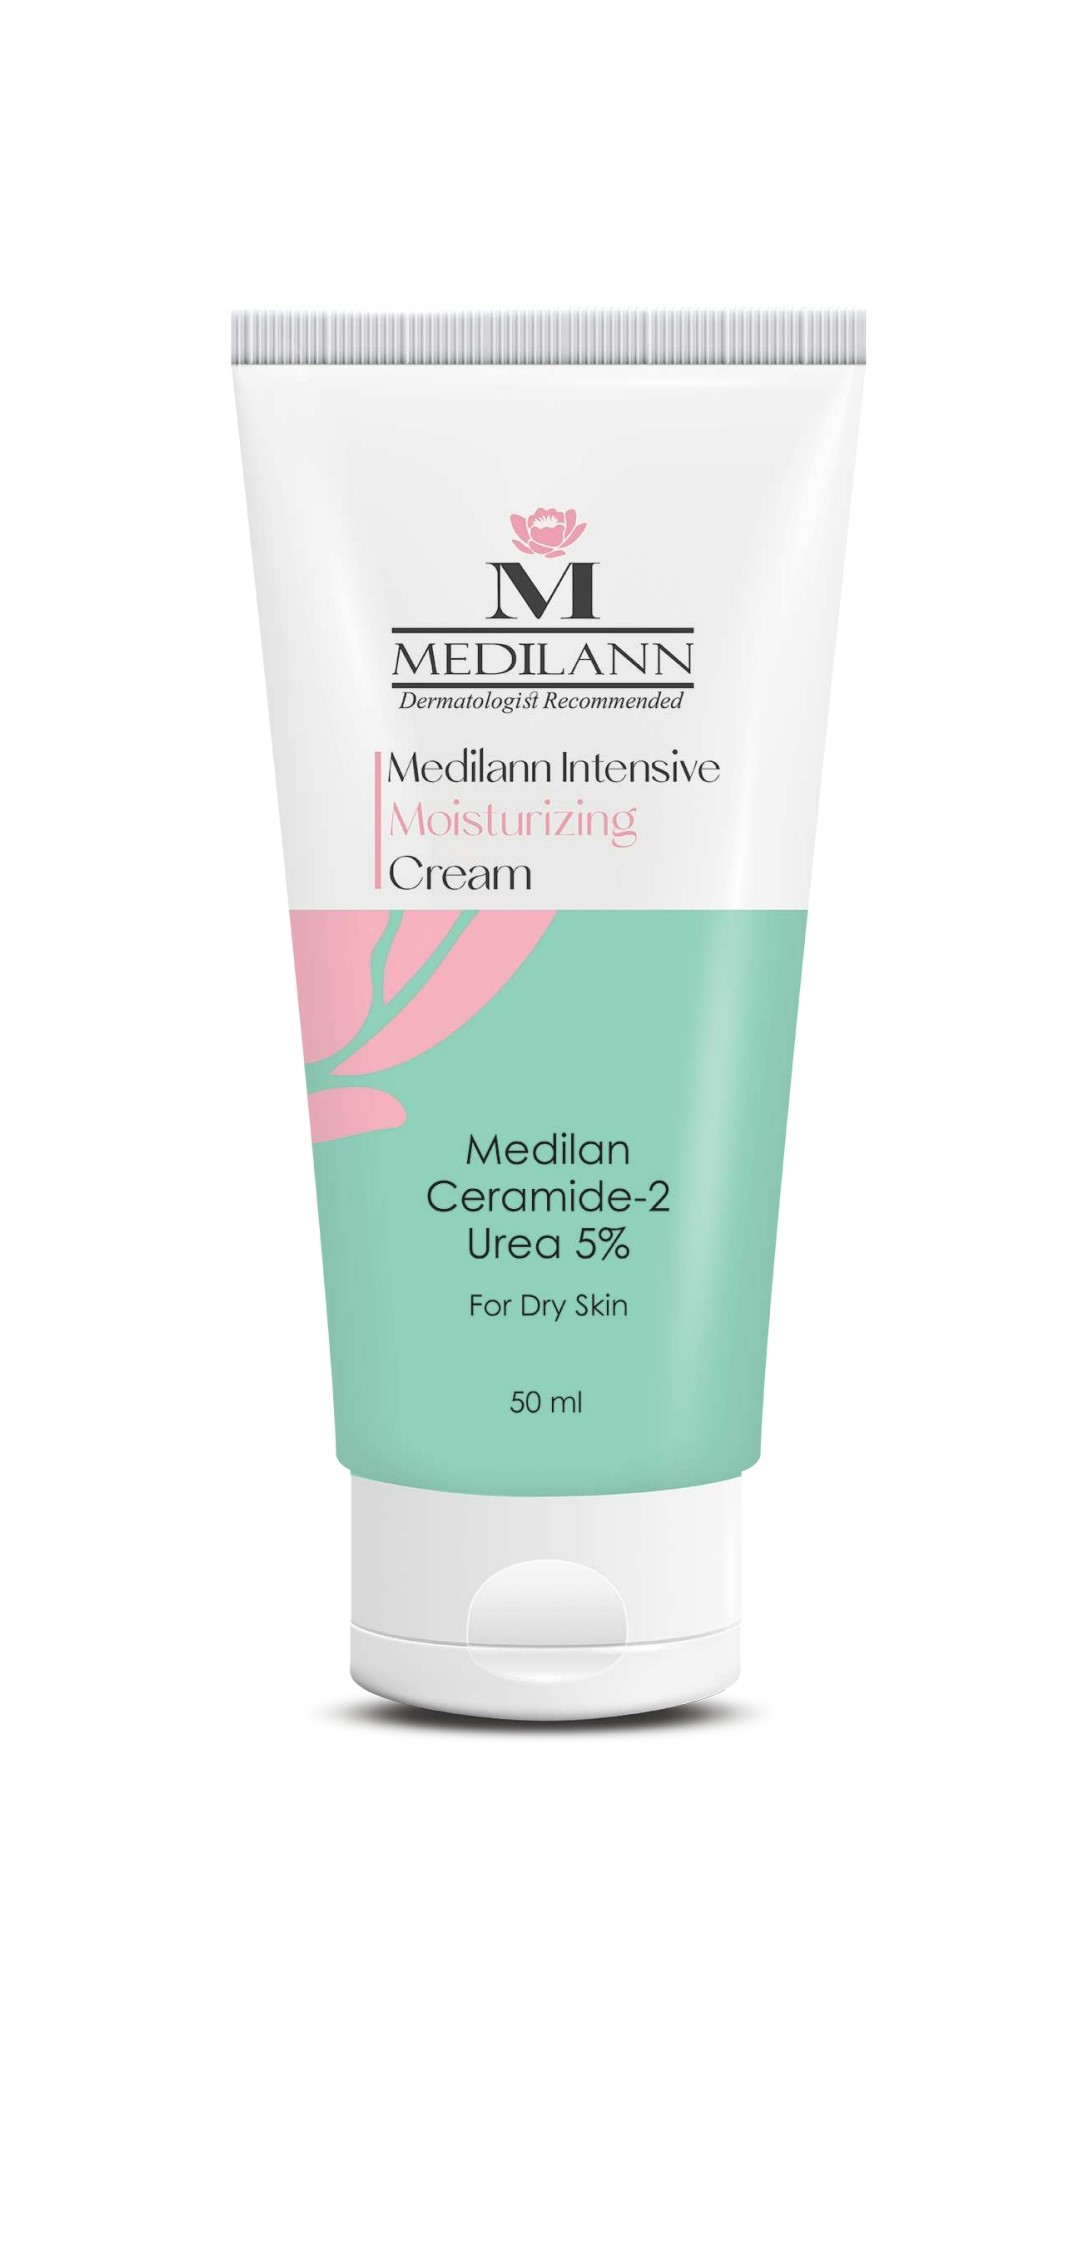 M
MEDILANN
Dermatologist Recommended
Medilann Intensive
Moisturizing
Cream
Medilan
Ceramide-2
Urea 5%
For Dry Skin
50 ml